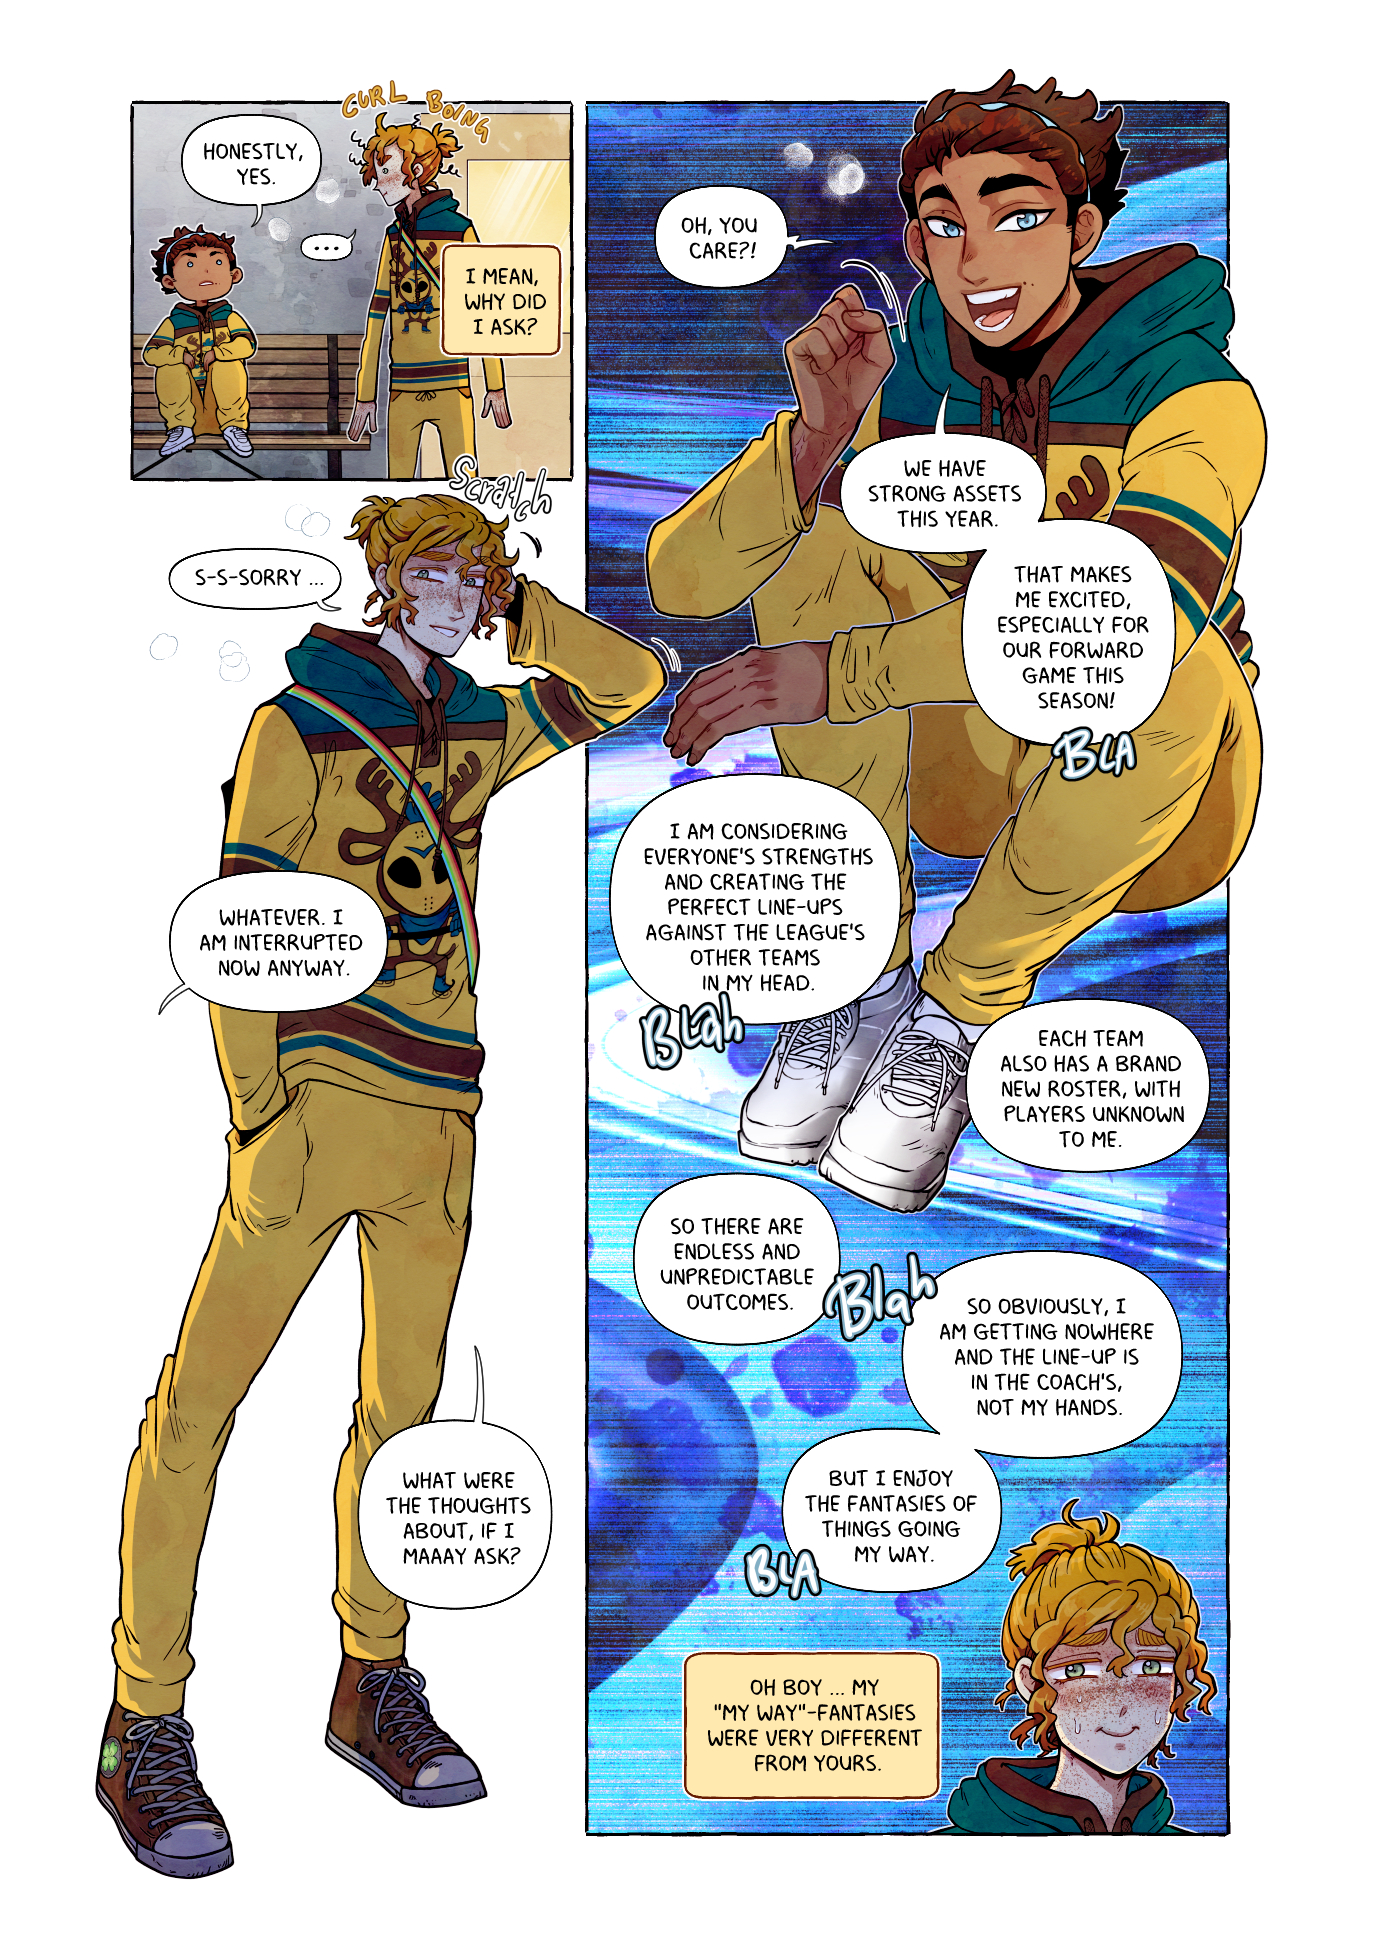 CURL BOING
HONESTLY,
YES.
...
I MEAN,
WHY DID
I ASK?
Scratch
S-S-SORRY ...
WHATEVER. I
AM INTERRUPTED
NOW ANYWAY.
WHAT WERE
THE THOUGHTS
ABOUT, IF I
MAAAY ASK?
OH, YOU
CARE?!
WE HAVE
STRONG ASSETS
THIS YEAR.
THAT MAKES
ME EXCITED,
ESPECIALLY FOR
OUR FORWARD
GAME THIS
SEASON!
BLA
I AM CONSIDERING
EVERYONE'S STRENGTHS
AND CREATING THE
PERFECT LINE-UPS
AGAINST THE LEAGUE'S
OTHER TEAMS
IN MY HEAD.
BLah
EACH TEAM
ALSO HAS A BRAND
NEW ROSTER, WITH
PLAYERS UNKNOWN
TO ME.
SO THERE ARE
ENDLESS AND
UNPREDICTABLE
OUTCOMES.
Blah
SO OBVIOUSLY, I
AM GETTING NOWHERE
AND THE LINE-UP IS
IN THE COACH'S,
NOT MY HANDS.
BUT I ENJOY
THE FANTASIES OF
THINGS GOING
MY WAY.
BLA
OH BOY ... MY
"MY WAY"-FANTASIES
WERE VERY DIFFERENT
FROM YOURS.